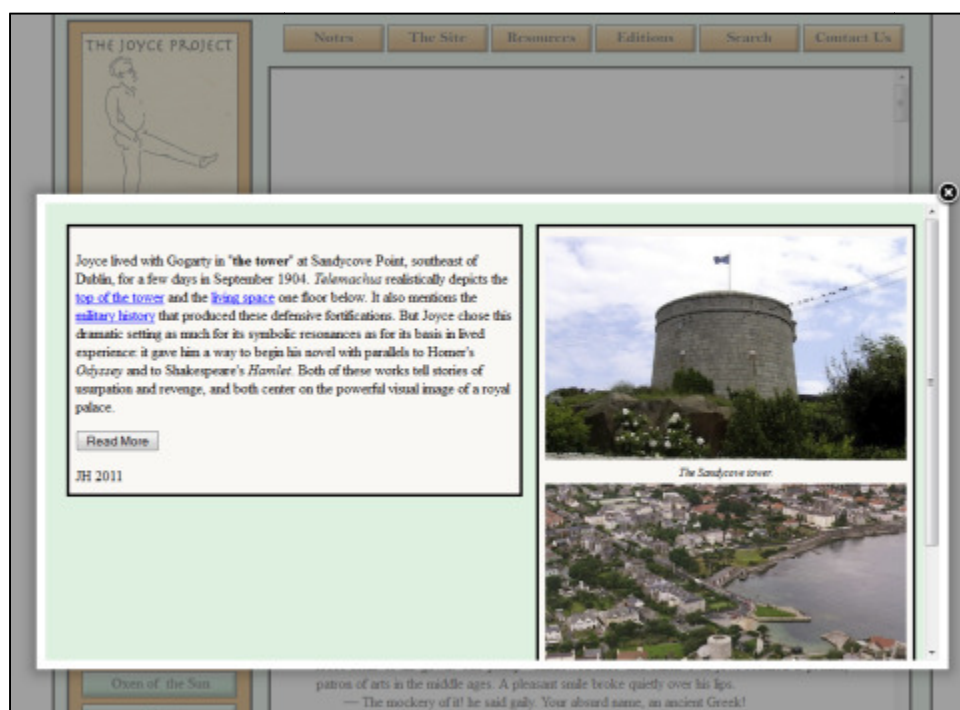 THE JOYCE PROJECT
Notes
The Site
Resources
Editions
Search
Contact Us
Joyce lived with Gogarty in "the tower" at Sandycove Point, southeast of
Dublin, for a few days in September 1904. Telemachus realistically depicts the
top of the tower and the living space one floor below. It also mentions the
military history that produced these defensive fortifications. But Joyce chose this
dramatic setting as much for its symbolic resonances as for its basis in lived
experience: it gave him a way to begin his novel with parallels to Homer's
Odyssey and to Shakespeare's Hamlet. Both of these works tell stories of
usurpation and revenge, and both center on the powerful visual image of a royal
palace.
Read More
JH 2011
The Sandycove tower.
Oxen of the Sun
patron of arts in the middle ages. A pleasant smile broke quietly over his lips.
— The mockery of it! he said gaily. Your absurd name, an ancient Greek!